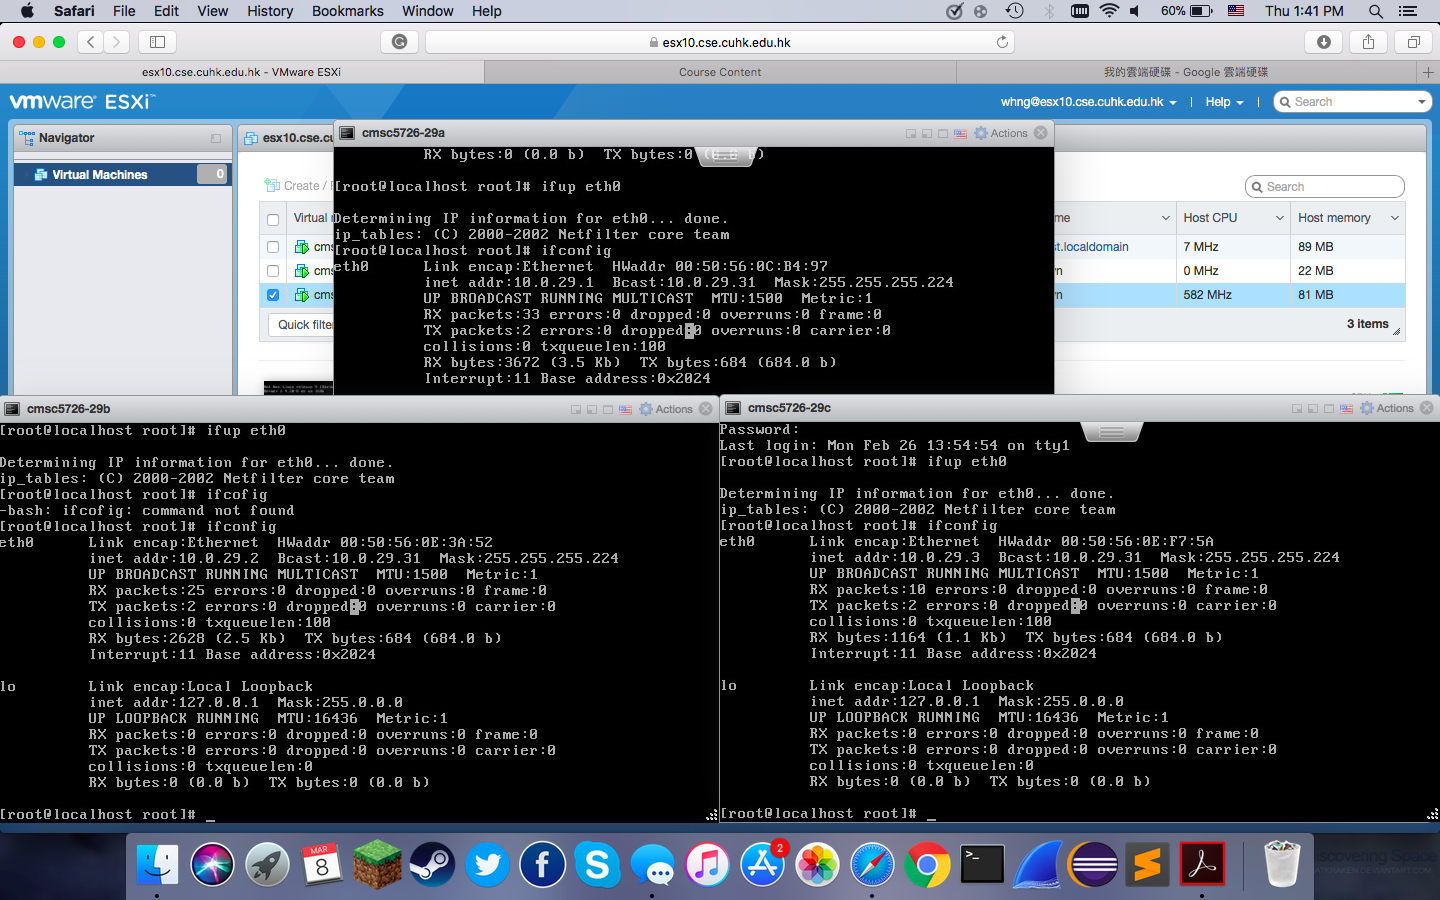 Safari File Edit View History Bookmarks Window Help 60% Thu 1:41 PM
esx10.cse.cuhk.edu.hk
esx10.cse.cuhk.edu.hk - VMware ESXi
Course Content
我的雲端硬碟 - Google 雲端硬碟
vmware ESXi™
whng@esx10.cse.cuhk.edu.hk | Help | Search
Navigator
Virtual Machines 0
esx10.cse.cu
Create / R
Search
Virtual me Host CPU Host memory
cms st.localdomain 7 MHz 89 MB
cms wn 0 MHz 22 MB
cms wn 582 MHz 81 MB
Quick filter 3 items
cmsc5726-29a Actions
RX bytes:0 (0.0 b) TX bytes:0 (0.0 b)
[root@localhost root]# ifup eth0
Determining IP information for eth0... done.
ip_tables: (C) 2000-2002 Netfilter core team
[root@localhost root]# ifconfig
eth0 Link encap:Ethernet HWaddr 00:50:56:0C:B4:97
inet addr:10.0.29.1 Bcast:10.0.29.31 Mask:255.255.255.224
UP BROADCAST RUNNING MULTICAST MTU:1500 Metric:1
RX packets:33 errors:0 dropped:0 overruns:0 frame:0
TX packets:2 errors:0 dropped:0 overruns:0 carrier:0
collisions:0 txqueuelen:100
RX bytes:3672 (3.5 Kb) TX bytes:684 (684.0 b)
Interrupt:11 Base address:0x2024
cmsc5726-29b Actions
[root@localhost root]# ifup eth0
Determining IP information for eth0... done.
ip_tables: (C) 2000-2002 Netfilter core team
[root@localhost root]# ifcofig
-bash: ifcofig: command not found
[root@localhost root]# ifconfig
eth0 Link encap:Ethernet HWaddr 00:50:56:0E:3A:52
inet addr:10.0.29.2 Bcast:10.0.29.31 Mask:255.255.255.224
UP BROADCAST RUNNING MULTICAST MTU:1500 Metric:1
RX packets:25 errors:0 dropped:0 overruns:0 frame:0
TX packets:2 errors:0 dropped:0 overruns:0 carrier:0
collisions:0 txqueuelen:100
RX bytes:2628 (2.5 Kb) TX bytes:684 (684.0 b)
Interrupt:11 Base address:0x2024
lo Link encap:Local Loopback
inet addr:127.0.0.1 Mask:255.0.0.0
UP LOOPBACK RUNNING MTU:16436 Metric:1
RX packets:0 errors:0 dropped:0 overruns:0 frame:0
TX packets:0 errors:0 dropped:0 overruns:0 carrier:0
collisions:0 txqueuelen:0
RX bytes:0 (0.0 b) TX bytes:0 (0.0 b)
[root@localhost root]# _
cmsc5726-29c Actions
Password:
Last login: Mon Feb 26 13:54:54 on tty1
[root@localhost root]# ifup eth0
Determining IP information for eth0... done.
ip_tables: (C) 2000-2002 Netfilter core team
[root@localhost root]# ifconfig
eth0 Link encap:Ethernet HWaddr 00:50:56:0E:F7:5A
inet addr:10.0.29.3 Bcast:10.0.29.31 Mask:255.255.255.224
UP BROADCAST RUNNING MULTICAST MTU:1500 Metric:1
RX packets:10 errors:0 dropped:0 overruns:0 frame:0
TX packets:2 errors:0 dropped:0 overruns:0 carrier:0
collisions:0 txqueuelen:100
RX bytes:1164 (1.1 Kb) TX bytes:684 (684.0 b)
Interrupt:11 Base address:0x2024
lo Link encap:Local Loopback
inet addr:127.0.0.1 Mask:255.0.0.0
UP LOOPBACK RUNNING MTU:16436 Metric:1
RX packets:0 errors:0 dropped:0 overruns:0 frame:0
TX packets:0 errors:0 dropped:0 overruns:0 carrier:0
collisions:0 txqueuelen:0
RX bytes:0 (0.0 b) TX bytes:0 (0.0 b)
[root@localhost root]# _
MAR
8
2
iscovering Space